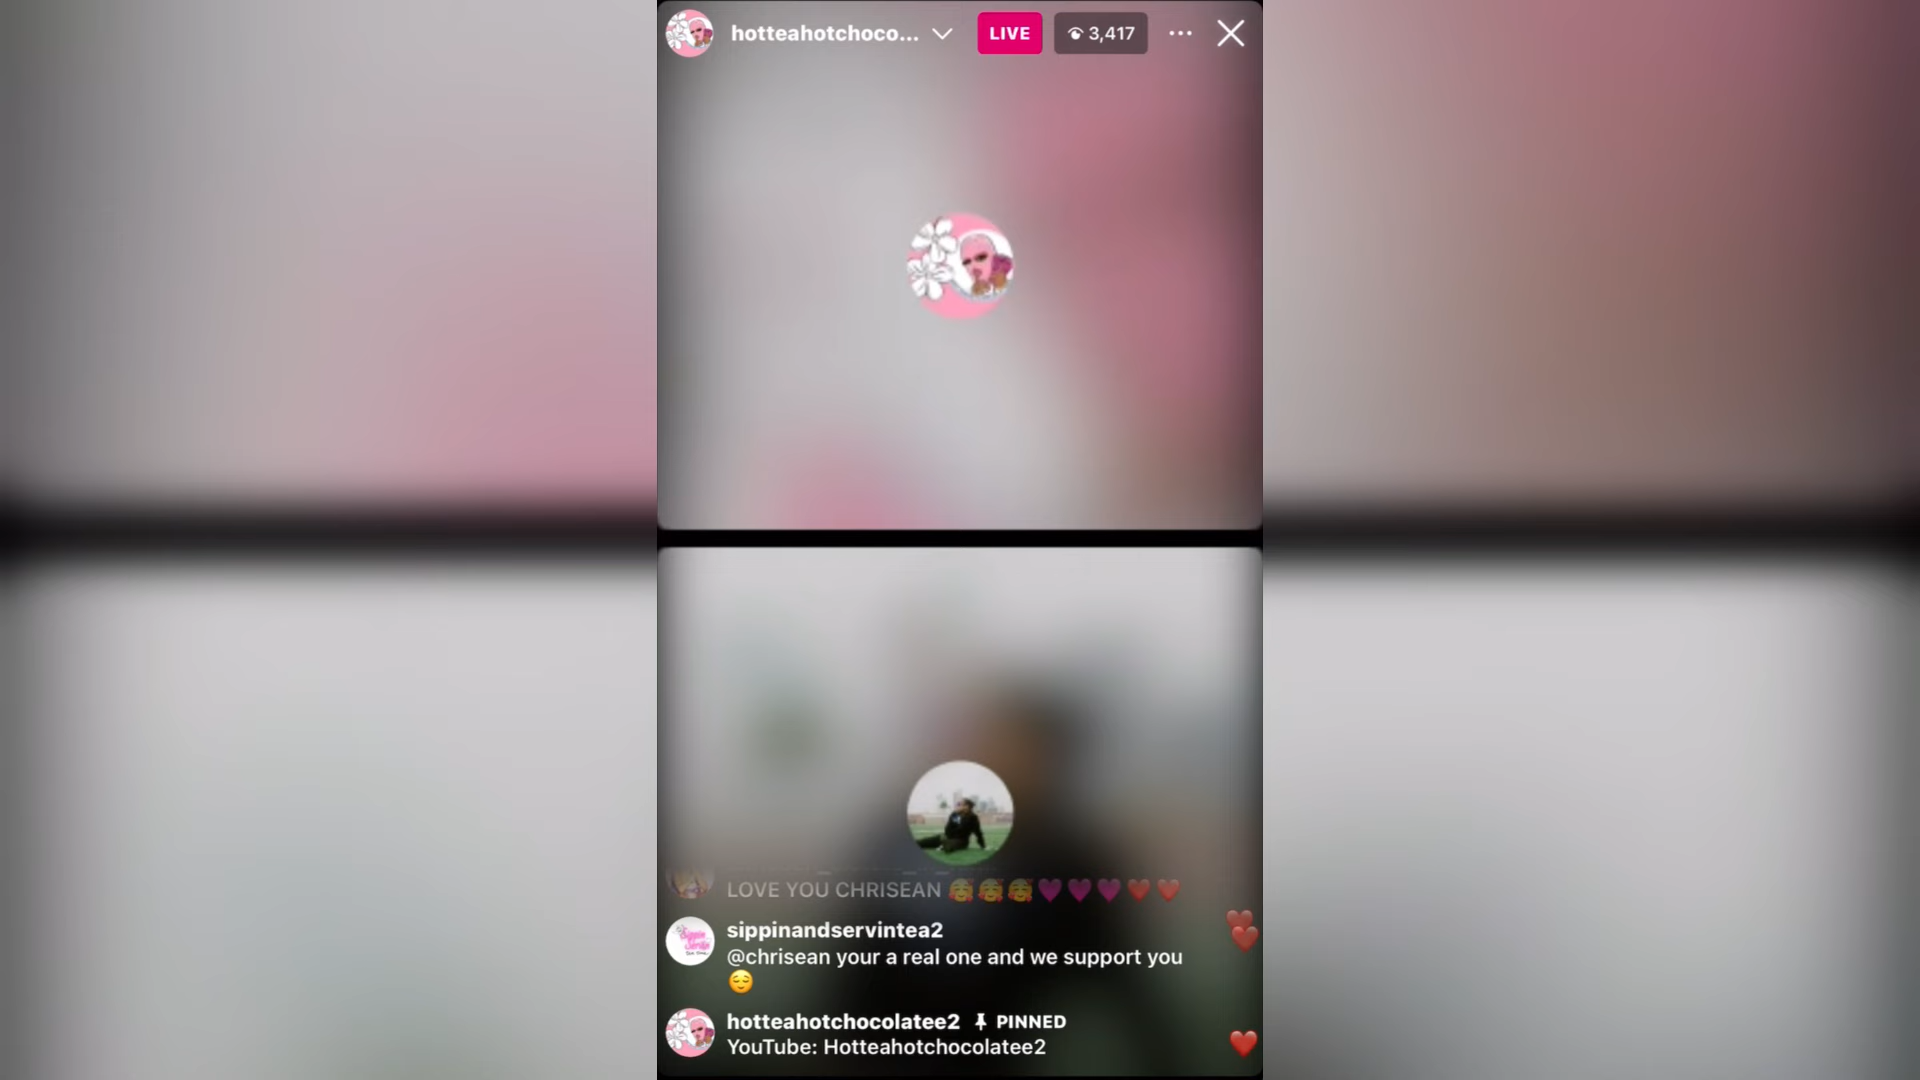 hotteahotchoco...
LIVE
3,417
LOVE YOU CHRISEAN 🥰🥰🥰💜💜💜❤️❤️
sippinandservintea2
@chrisean your a real one and we support you
😌
hotteahotchocolatee2 PINNED
YouTube: Hotteahotchocolatee2